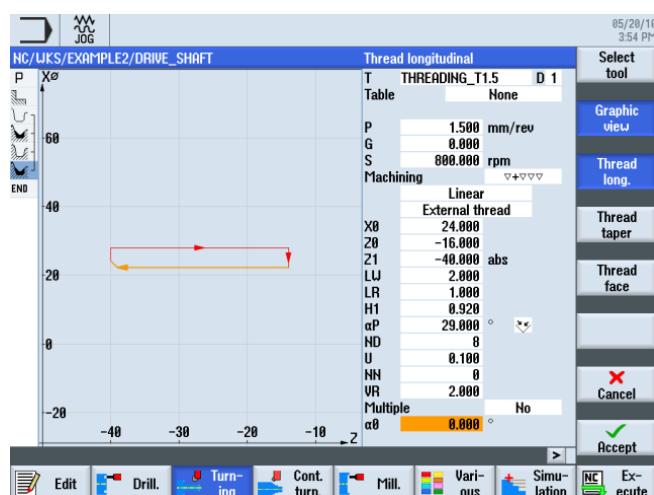 JOG
05/20/16
3:54 PM
NC/WKS/EXAMPLE2/DRIVE_SHAFT
Thread longitudinal
Select tool
P
XØ
T THREADING_T1.5 D 1
Table None
Graphic view
P 1.500 mm/rev
G 0.000
S 800.000 rpm
Machining ▽+▽▽▽
Thread long.
Linear
External thread
X0 24.000
Z0 -16.000
Z1 -40.000 abs
LW 2.000
LR 1.000
H1 0.920
αP 29.000 °
ND 8
U 0.100
NN 0
VR 2.000
Multiple No
α0 0.000 °
Thread taper
Thread face
Cancel
Accept
END
60
40
20
0
-20
-40 -30 -20 -10 Z
>
Edit
Drill.
Turn-ing
Cont. turn.
Mill.
Vari-ous
Simu-lation
NC Ex-ecute